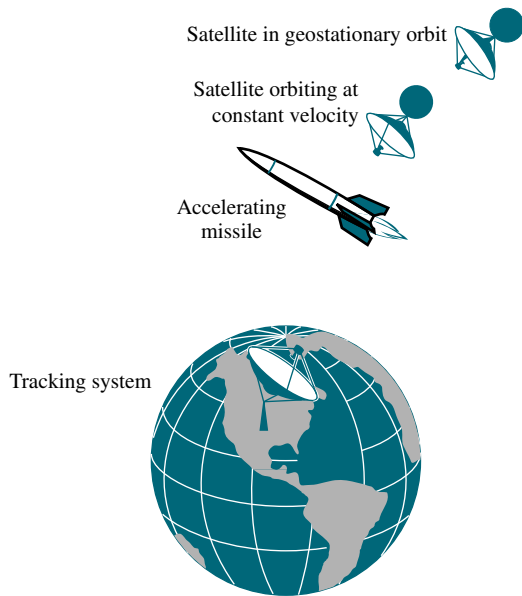 Satellite in geostationary orbit
Satellite orbiting at
constant velocity
Accelerating
missile
Tracking system